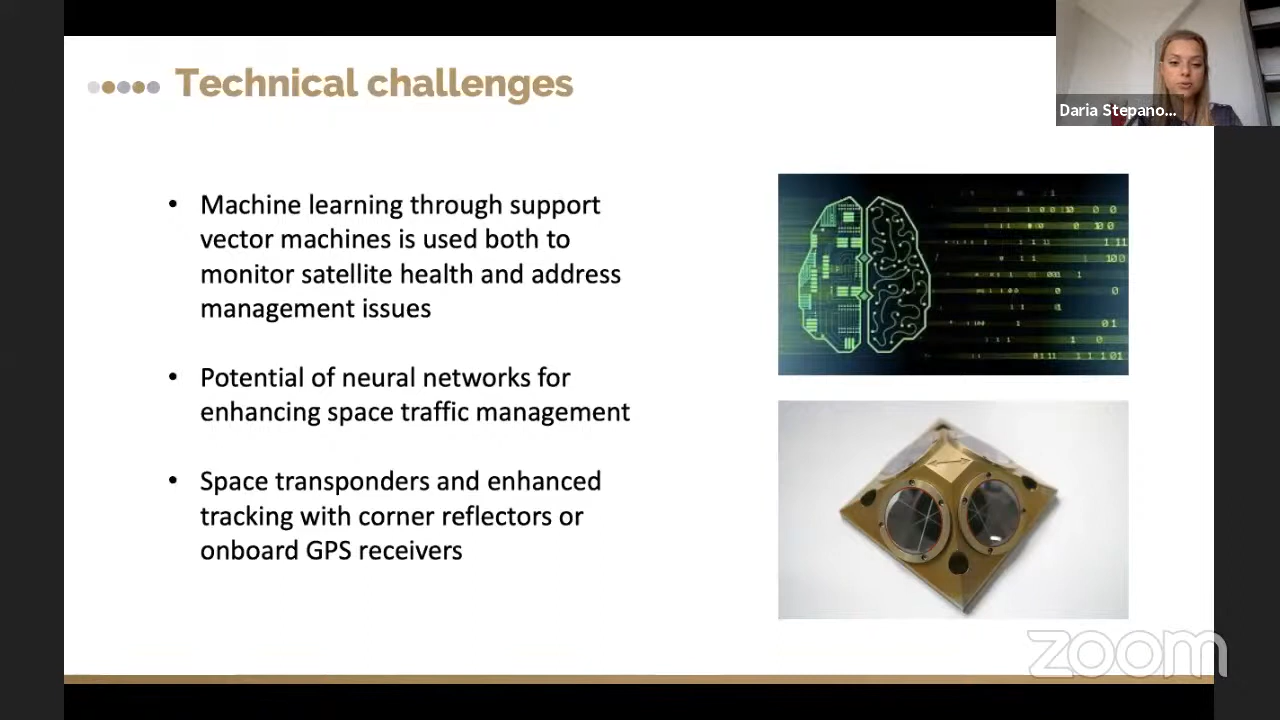 Technical challenges
Daria Stepano...
• Machine learning through support
vector machines is used both to
monitor satellite health and address
management issues
• Potential of neural networks for
enhancing space traffic management
• Space transponders and enhanced
tracking with corner reflectors or
onboard GPS receivers
zoom